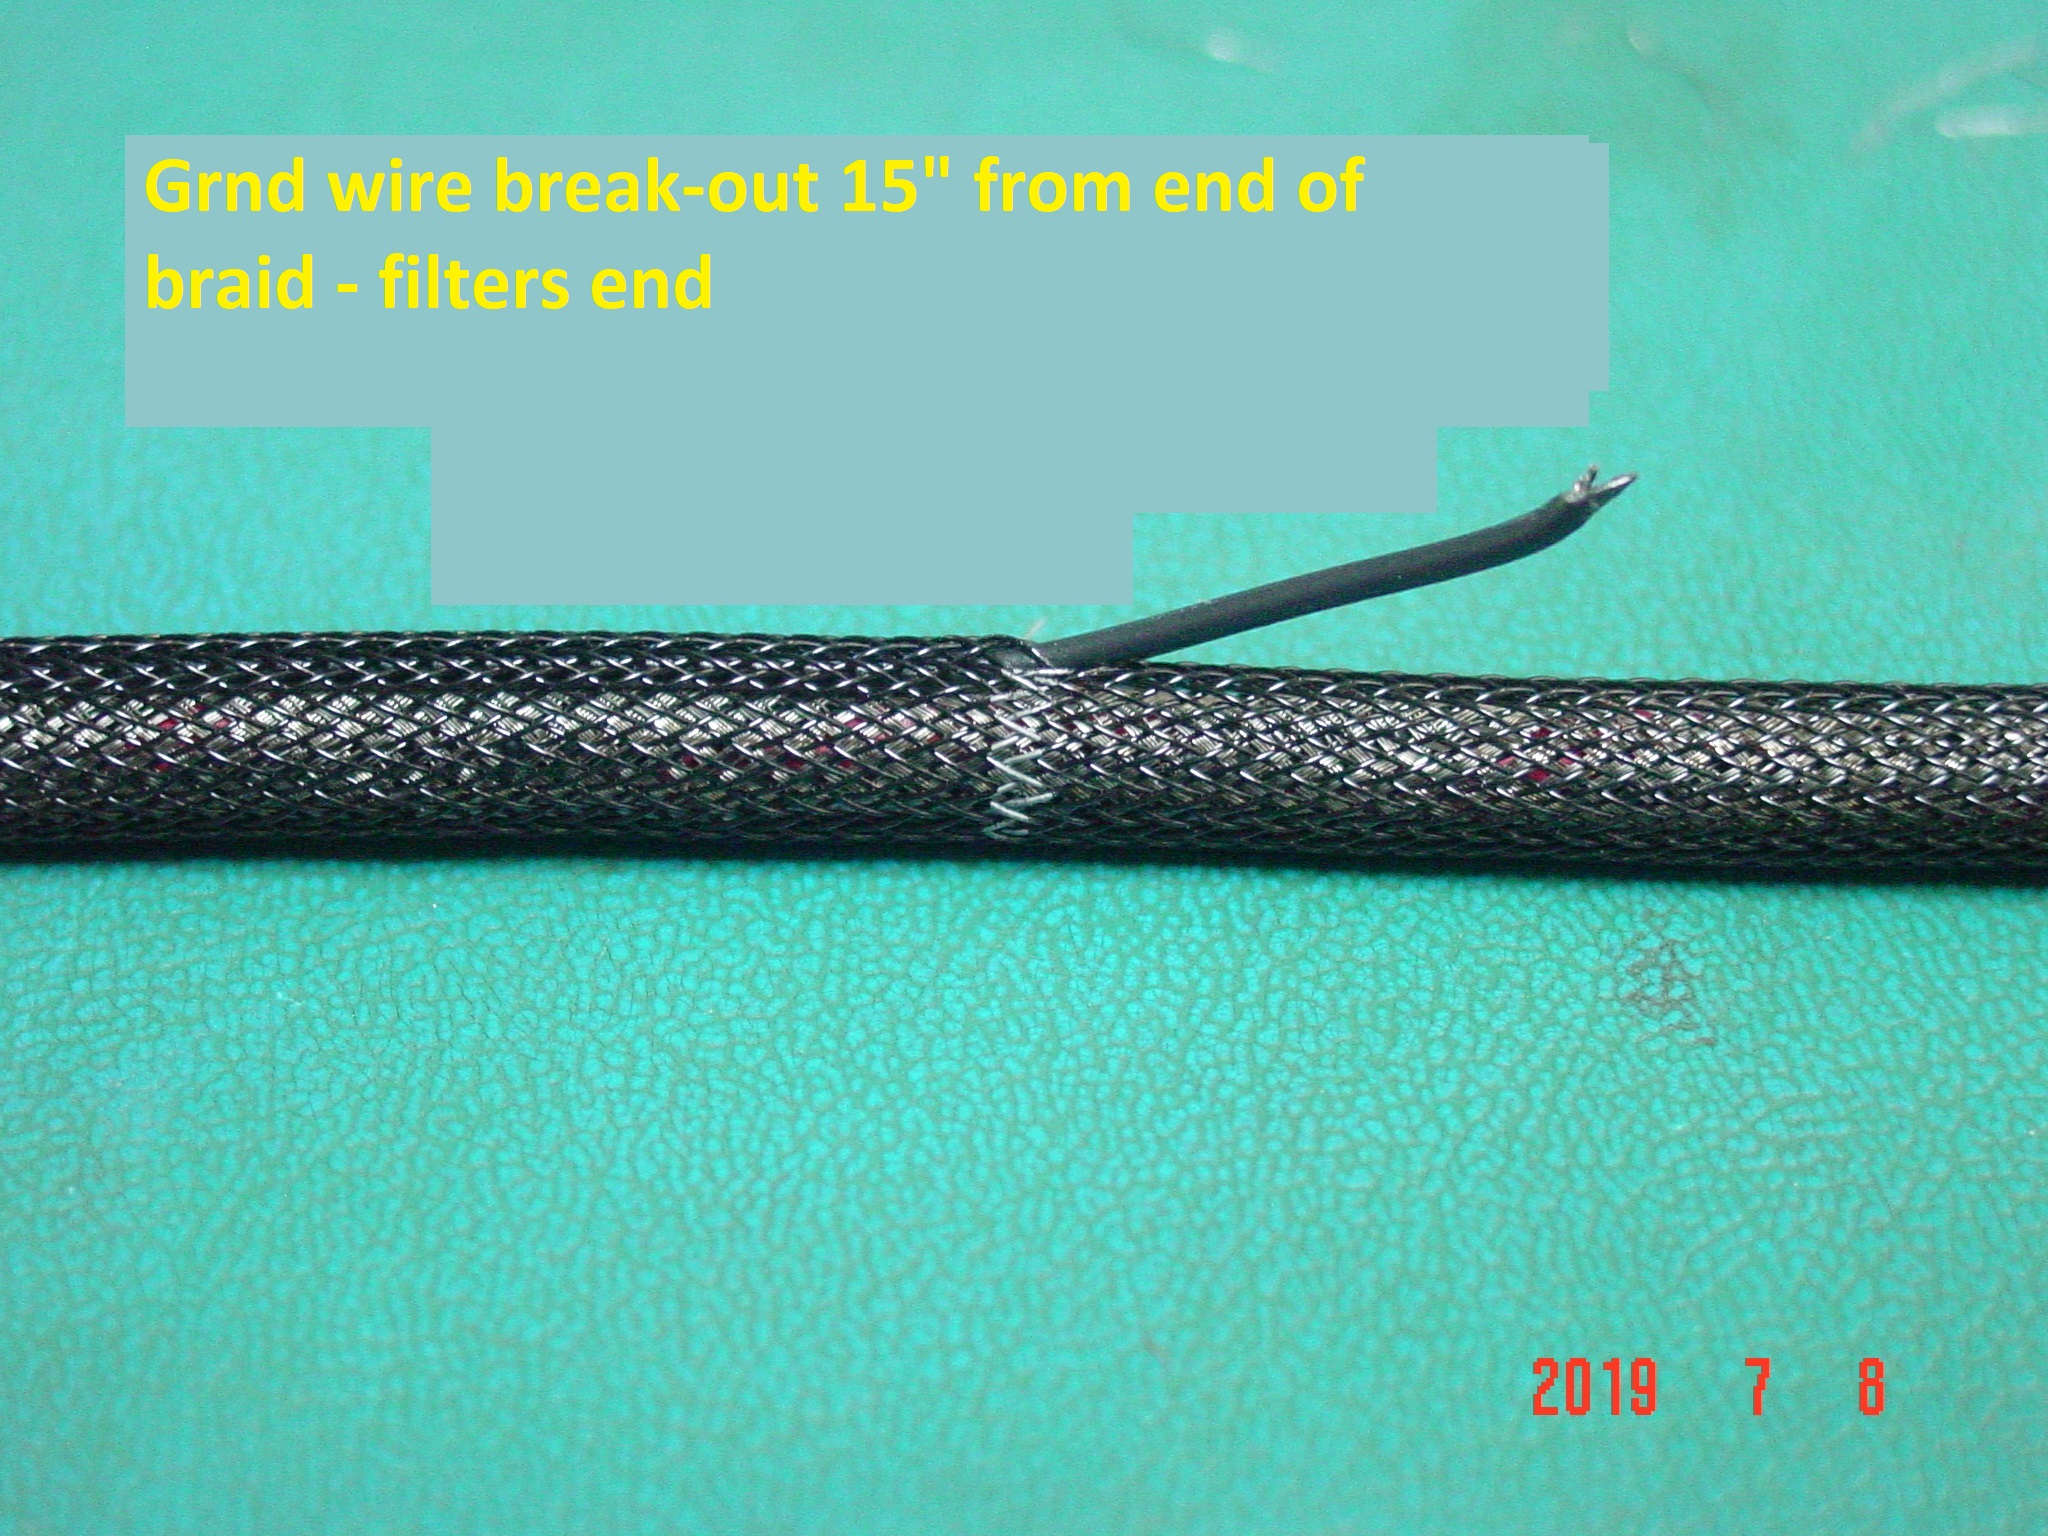 Grnd wire break-out 15" from end of
braid - filters end
2019 7 8